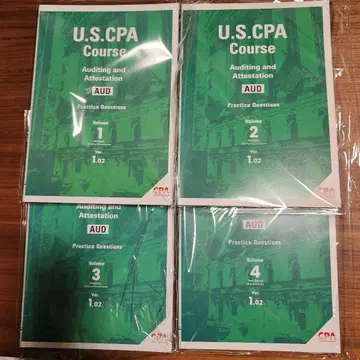 U.S.CPA
Course
Auditing and
Attestation
AUD
Practice Questions
Volume
1
Ver.
1.02
CPA
U.S.CPA
Course
Auditing and
Attestation
AUD
Practice Questions
Volume
2
Ver.
1.02
CPA
Auditing and
Attestation
AUD
Practice Questions
Volume
3
Ver.
1.02
CPA
AUD
Practice Questions
Volume
4
Ver.
1.02
CPA